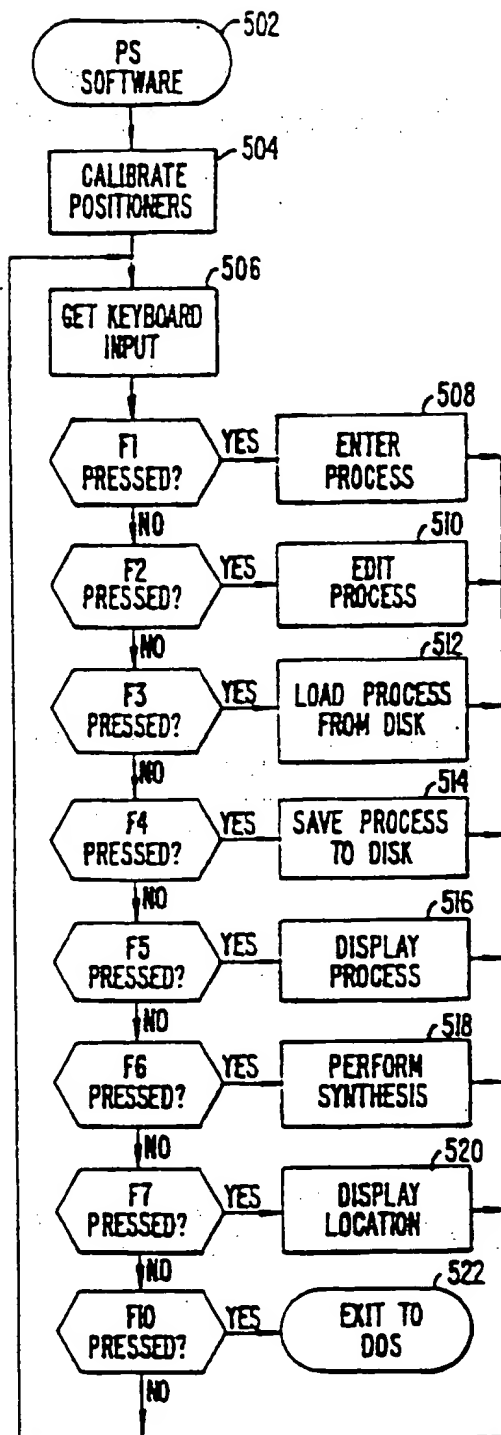 502
PS
SOFTWARE
504
CALIBRATE
POSITIONERS
506
GET KEYBOARD
INPUT
508
F1
PRESSED?
YES
ENTER
PROCESS
NO
510
F2
PRESSED?
YES
EDIT
PROCESS
NO
512
F3
PRESSED?
YES
LOAD PROCESS
FROM DISK
NO
514
F4
PRESSED?
YES
SAVE PROCESS
TO DISK
NO
516
F5
PRESSED?
YES
DISPLAY
PROCESS
NO
518
F6
PRESSED?
YES
PERFORM
SYNTHESIS
NO
520
F7
PRESSED?
YES
DISPLAY
LOCATION
NO
522
F10
PRESSED?
YES
EXIT TO
DOS
NO